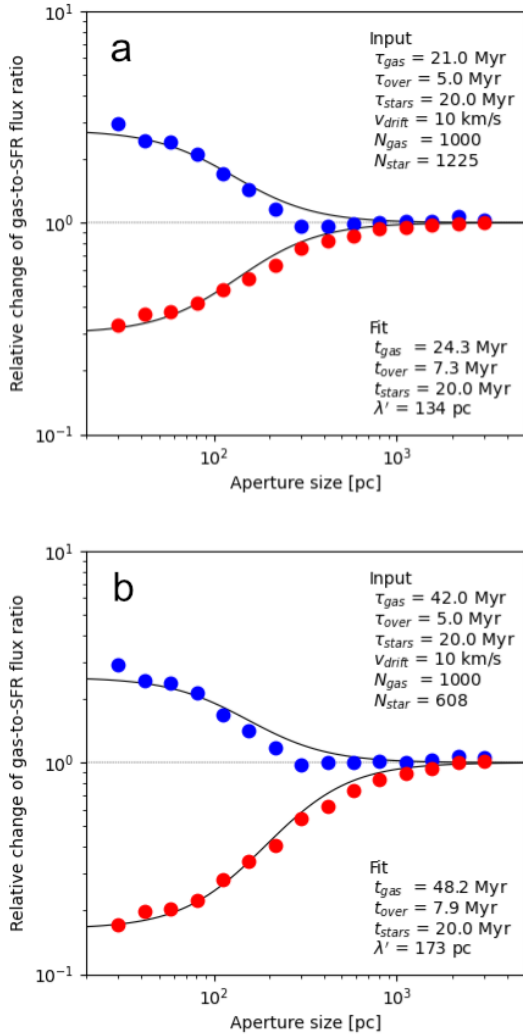 a
10¹
10⁰
10⁻¹
Relative change of gas-to-SFR flux ratio
Input
τgas = 21.0 Myr
τover = 5.0 Myr
τstars = 20.0 Myr
vdrift = 10 km/s
Ngas = 1000
Nstar = 1225
Fit
tgas = 24.3 Myr
tover = 7.3 Myr
tstars = 20.0 Myr
λ' = 134 pc
10² 10³
Aperture size [pc]
b
10¹
10⁰
10⁻¹
Relative change of gas-to-SFR flux ratio
Input
τgas = 42.0 Myr
τover = 5.0 Myr
τstars = 20.0 Myr
vdrift = 10 km/s
Ngas = 1000
Nstar = 608
Fit
tgas = 48.2 Myr
tover = 7.9 Myr
tstars = 20.0 Myr
λ' = 173 pc
10² 10³
Aperture size [pc]